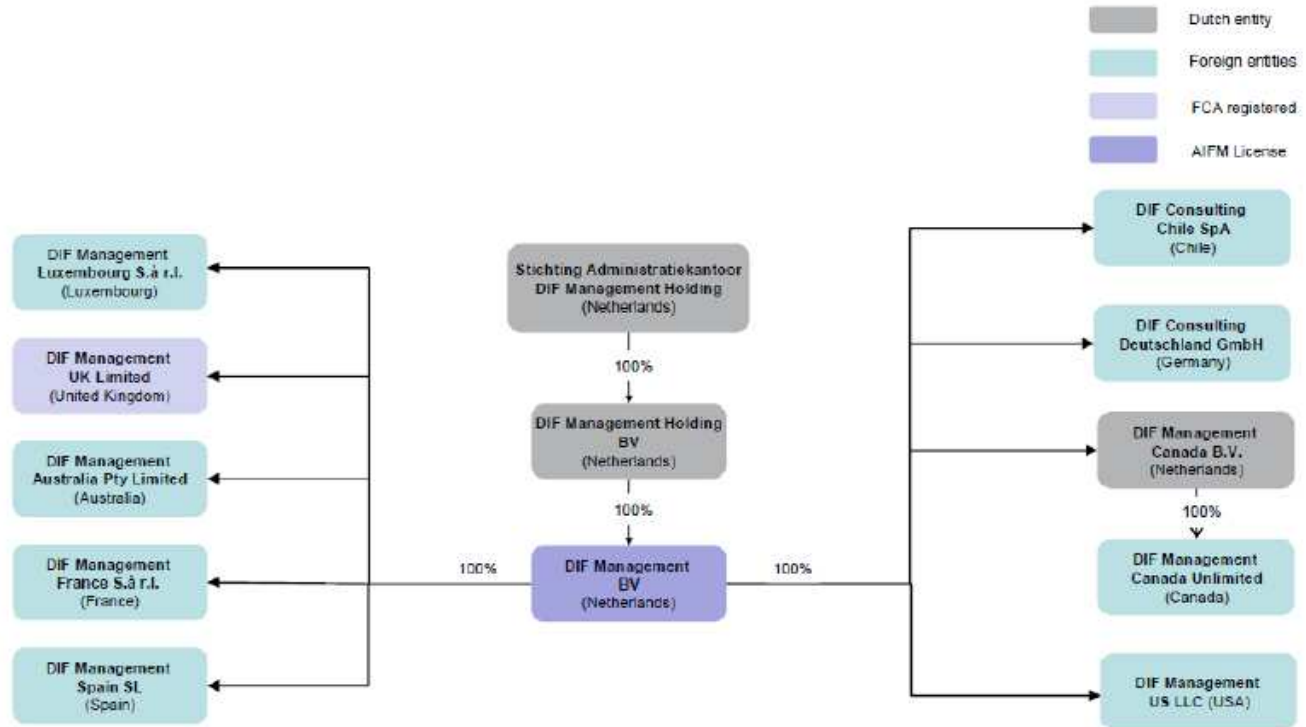 Dutch entity
Foreign entities
FCA registered
AIFM License
DIF Management
Luxembourg S.à r.l.
(Luxembourg)
DIF Management
UK Limited
(United Kingdom)
DIF Management
Australia Pty Limited
(Australia)
DIF Management
France S.à r.l.
(France)
DIF Management
Spain SL
(Spain)
100%
Stichting Administratiekantoor
DIF Management Holding
(Netherlands)
100%
DIF Management Holding
BV
(Netherlands)
100%
DIF Management
BV
(Netherlands)
100%
DIF Consulting
Chile SpA
(Chile)
DIF Consulting
Deutschland GmbH
(Germany)
DIF Management
Canada B.V.
(Netherlands)
100%
DIF Management
Canada Unlimited
(Canada)
DIF Management
US LLC (USA)